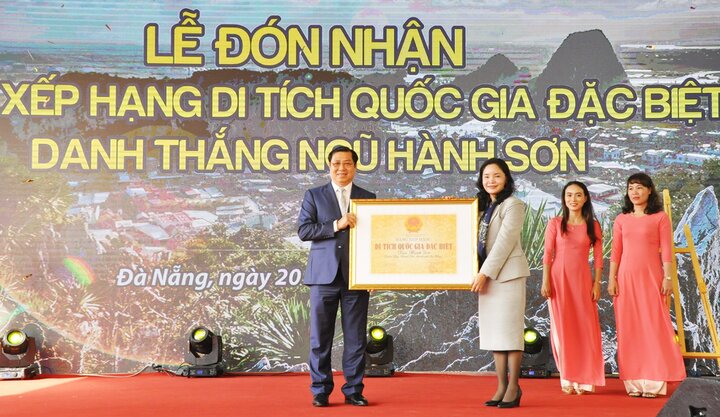 LỄ ĐÓN NHẬN
XẾP HẠNG DI TÍCH QUỐC GIA ĐẶC BIỆT
DANH THẮNG NGŨ HÀNH SƠN
Đà Nẵng, ngày 20
DI TÍCH QUỐC GIA ĐẶC BIỆT